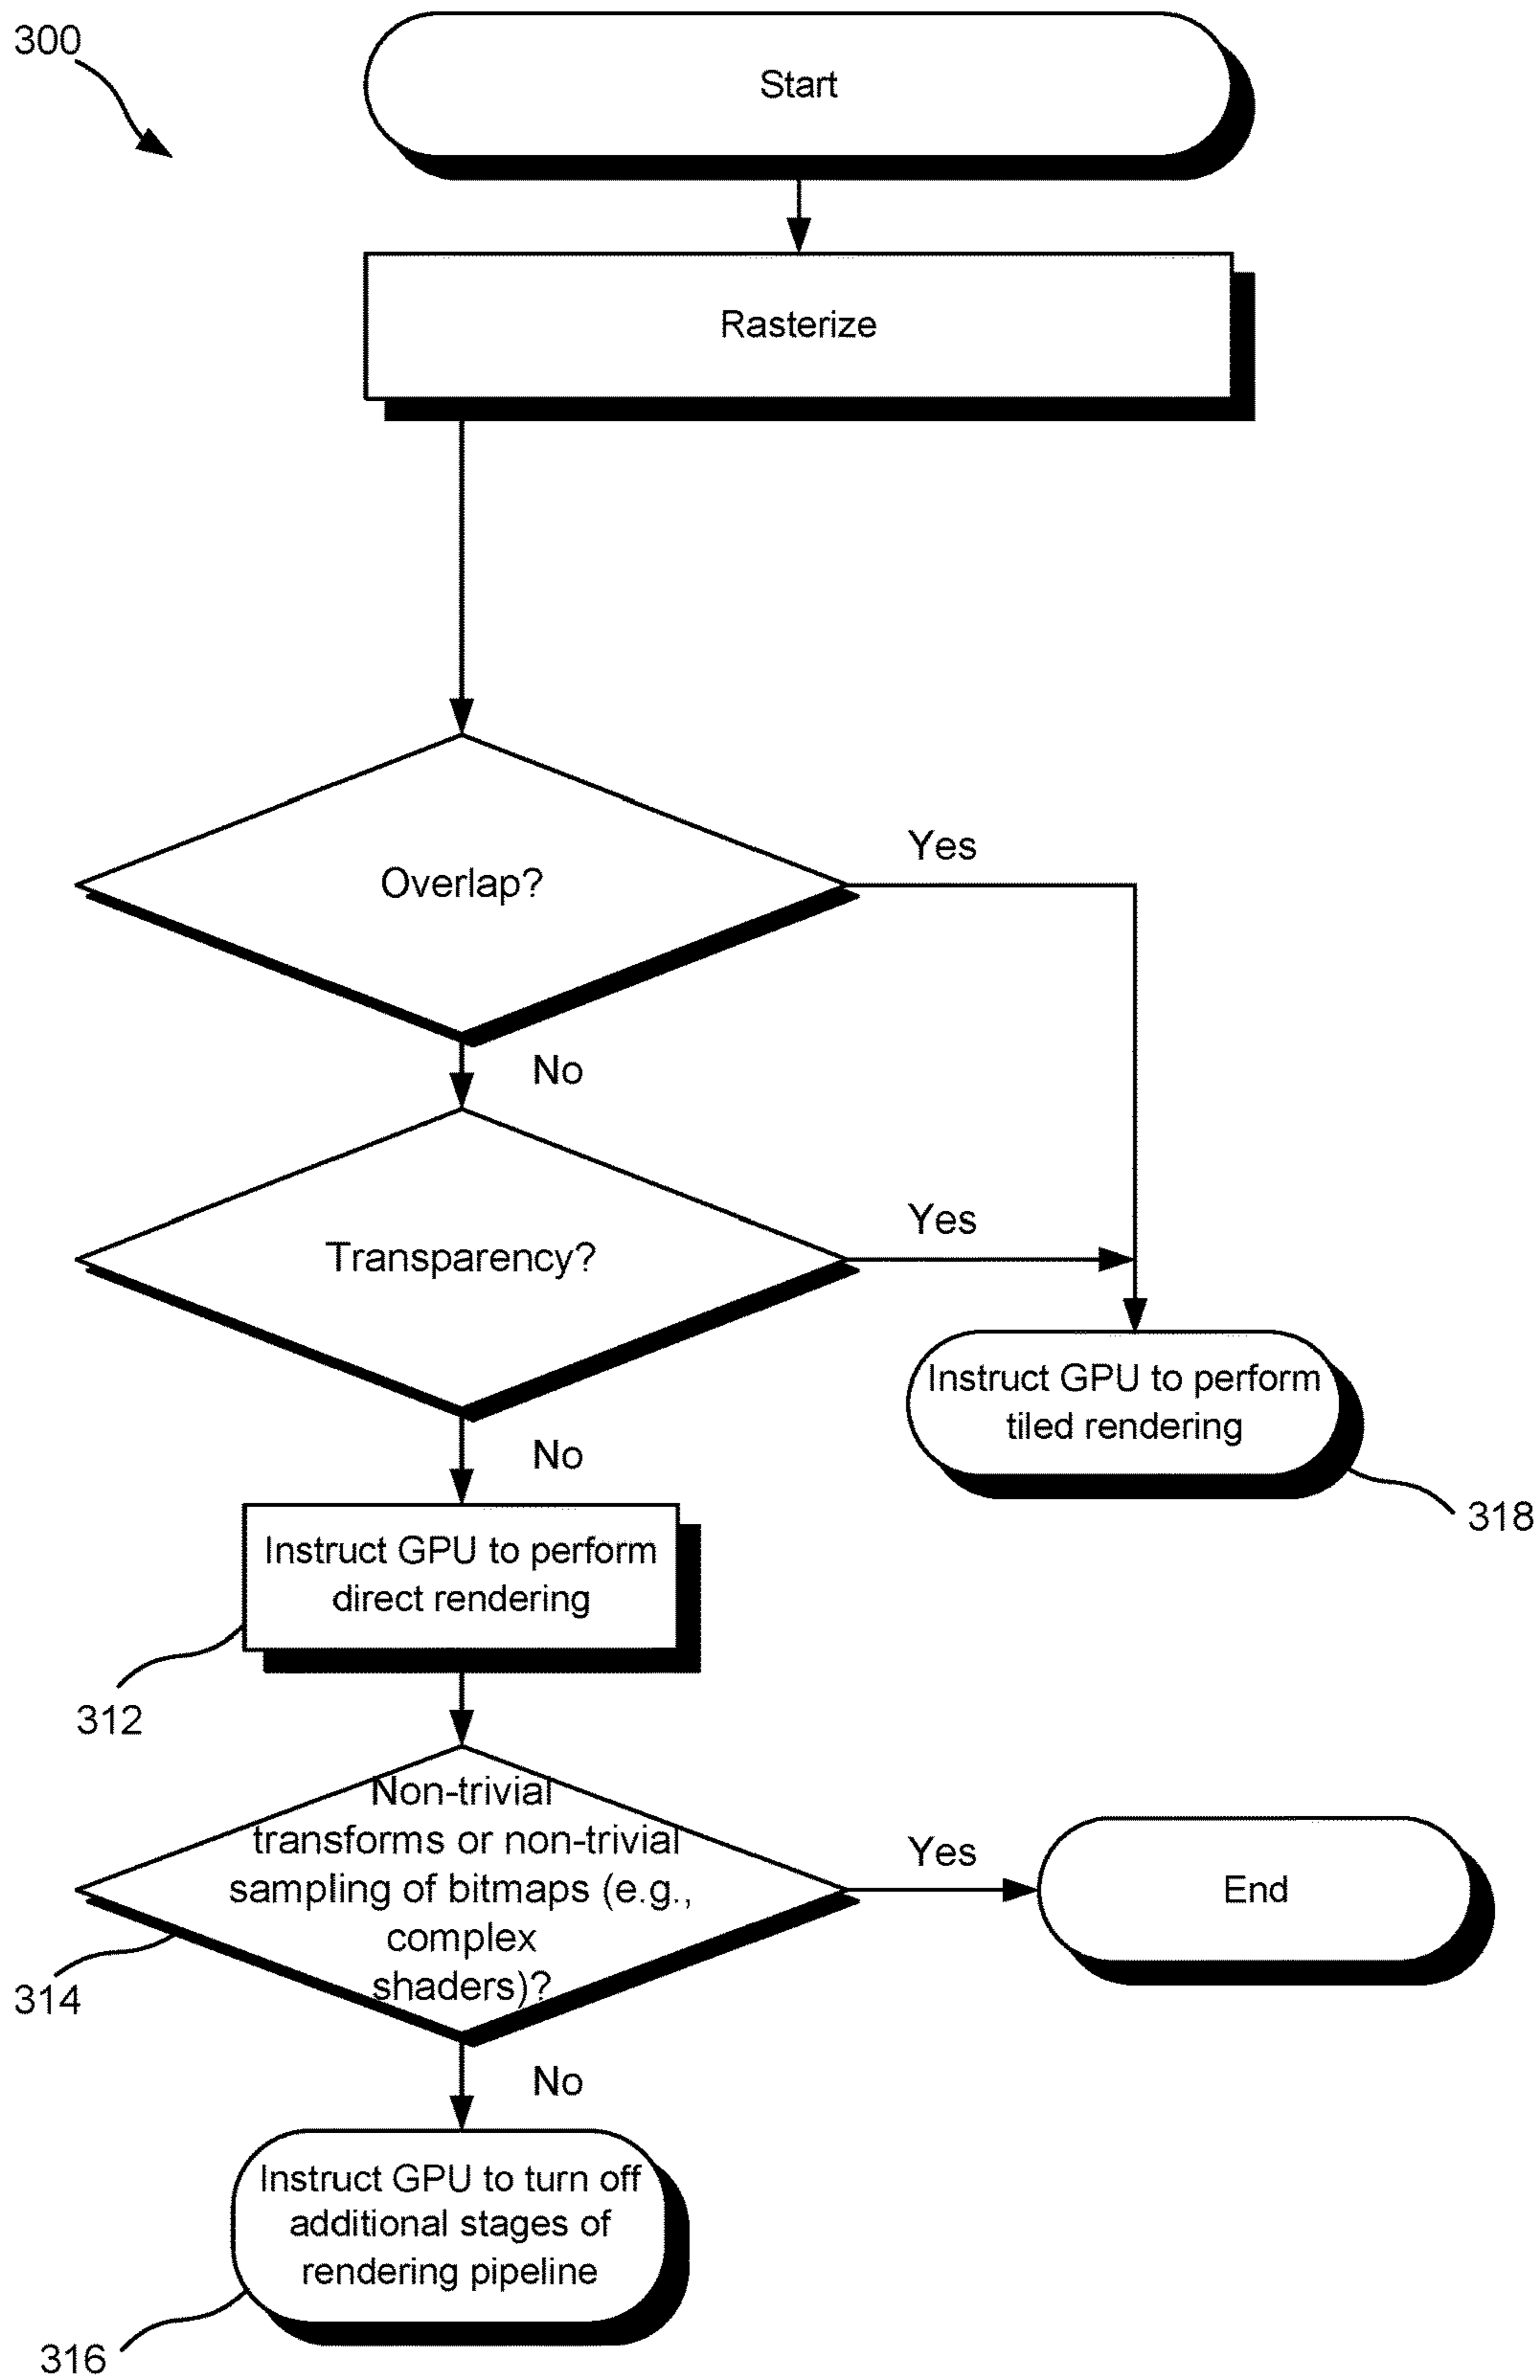 300
Start
Rasterize
Overlap?
Yes
No
Transparency?
Yes
No
Instruct GPU to perform
tiled rendering
318
Instruct GPU to perform
direct rendering
312
Non-trivial
transforms or non-trivial
sampling of bitmaps (e.g.,
complex
shaders)?
314
Yes
End
No
Instruct GPU to turn off
additional stages of
rendering pipeline
316